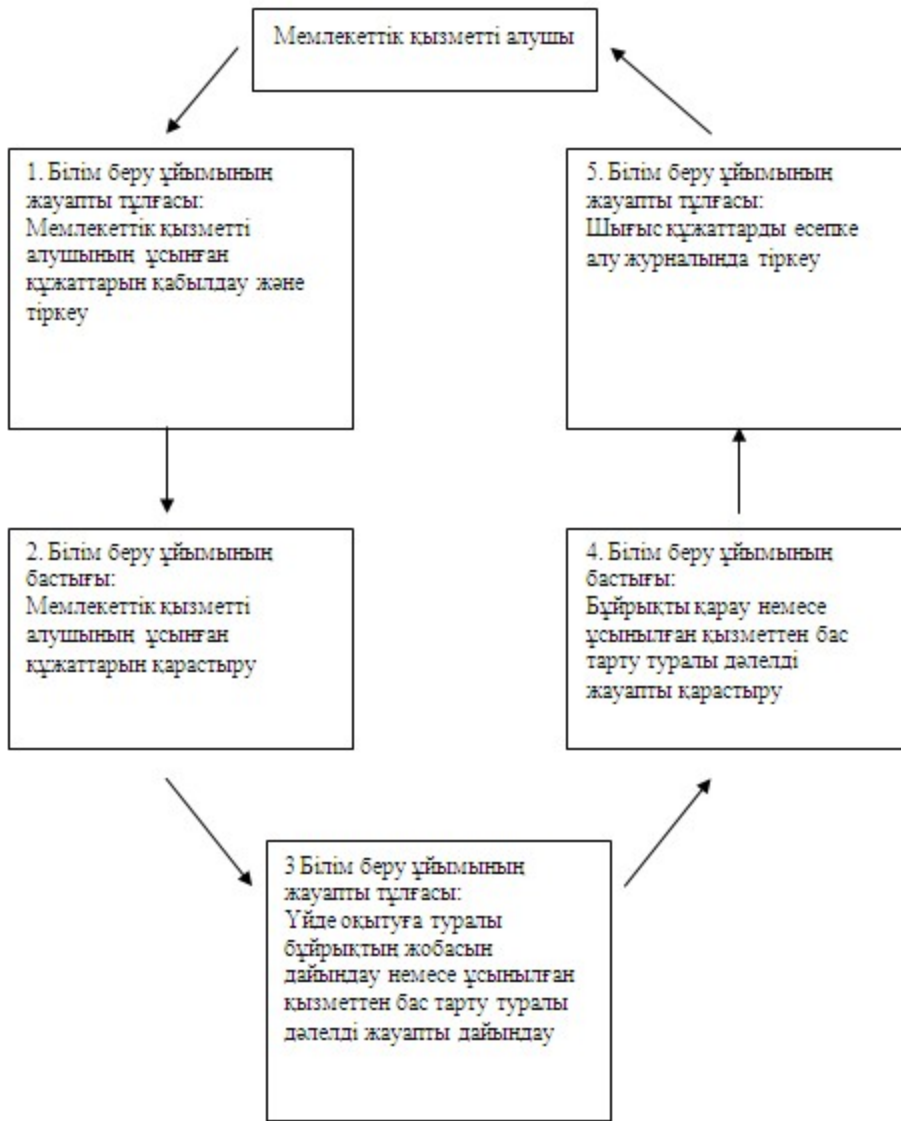 Мемлекеттік қызметті алушы
1. Білім беру ұйымының
жауапты тұлғасы:
Мемлекеттік қызметті
алушының ұсынған
құжаттарын қабылдау және
тіркеу
2. Білім беру ұйымының
бастығы:
Мемлекеттік қызметті
алушының ұсынған
құжаттарын қарастыру
3 Білім беру ұйымының
жауапты тұлғасы:
Үйде оқытуға туралы
бұйрықтың жобасын
дайындау немесе ұсынылған
қызметтен бас тарту туралы
дәлелді жауапты дайындау
4. Білім беру ұйымының
бастығы:
Бұйрықты қарау немесе
ұсынылған қызметтен бас
тарту туралы дәлелді
жауапты қарастыру
5. Білім беру ұйымының
жауапты тұлғасы:
Шығыс құжаттарды есепке
алу журналында тіркеу